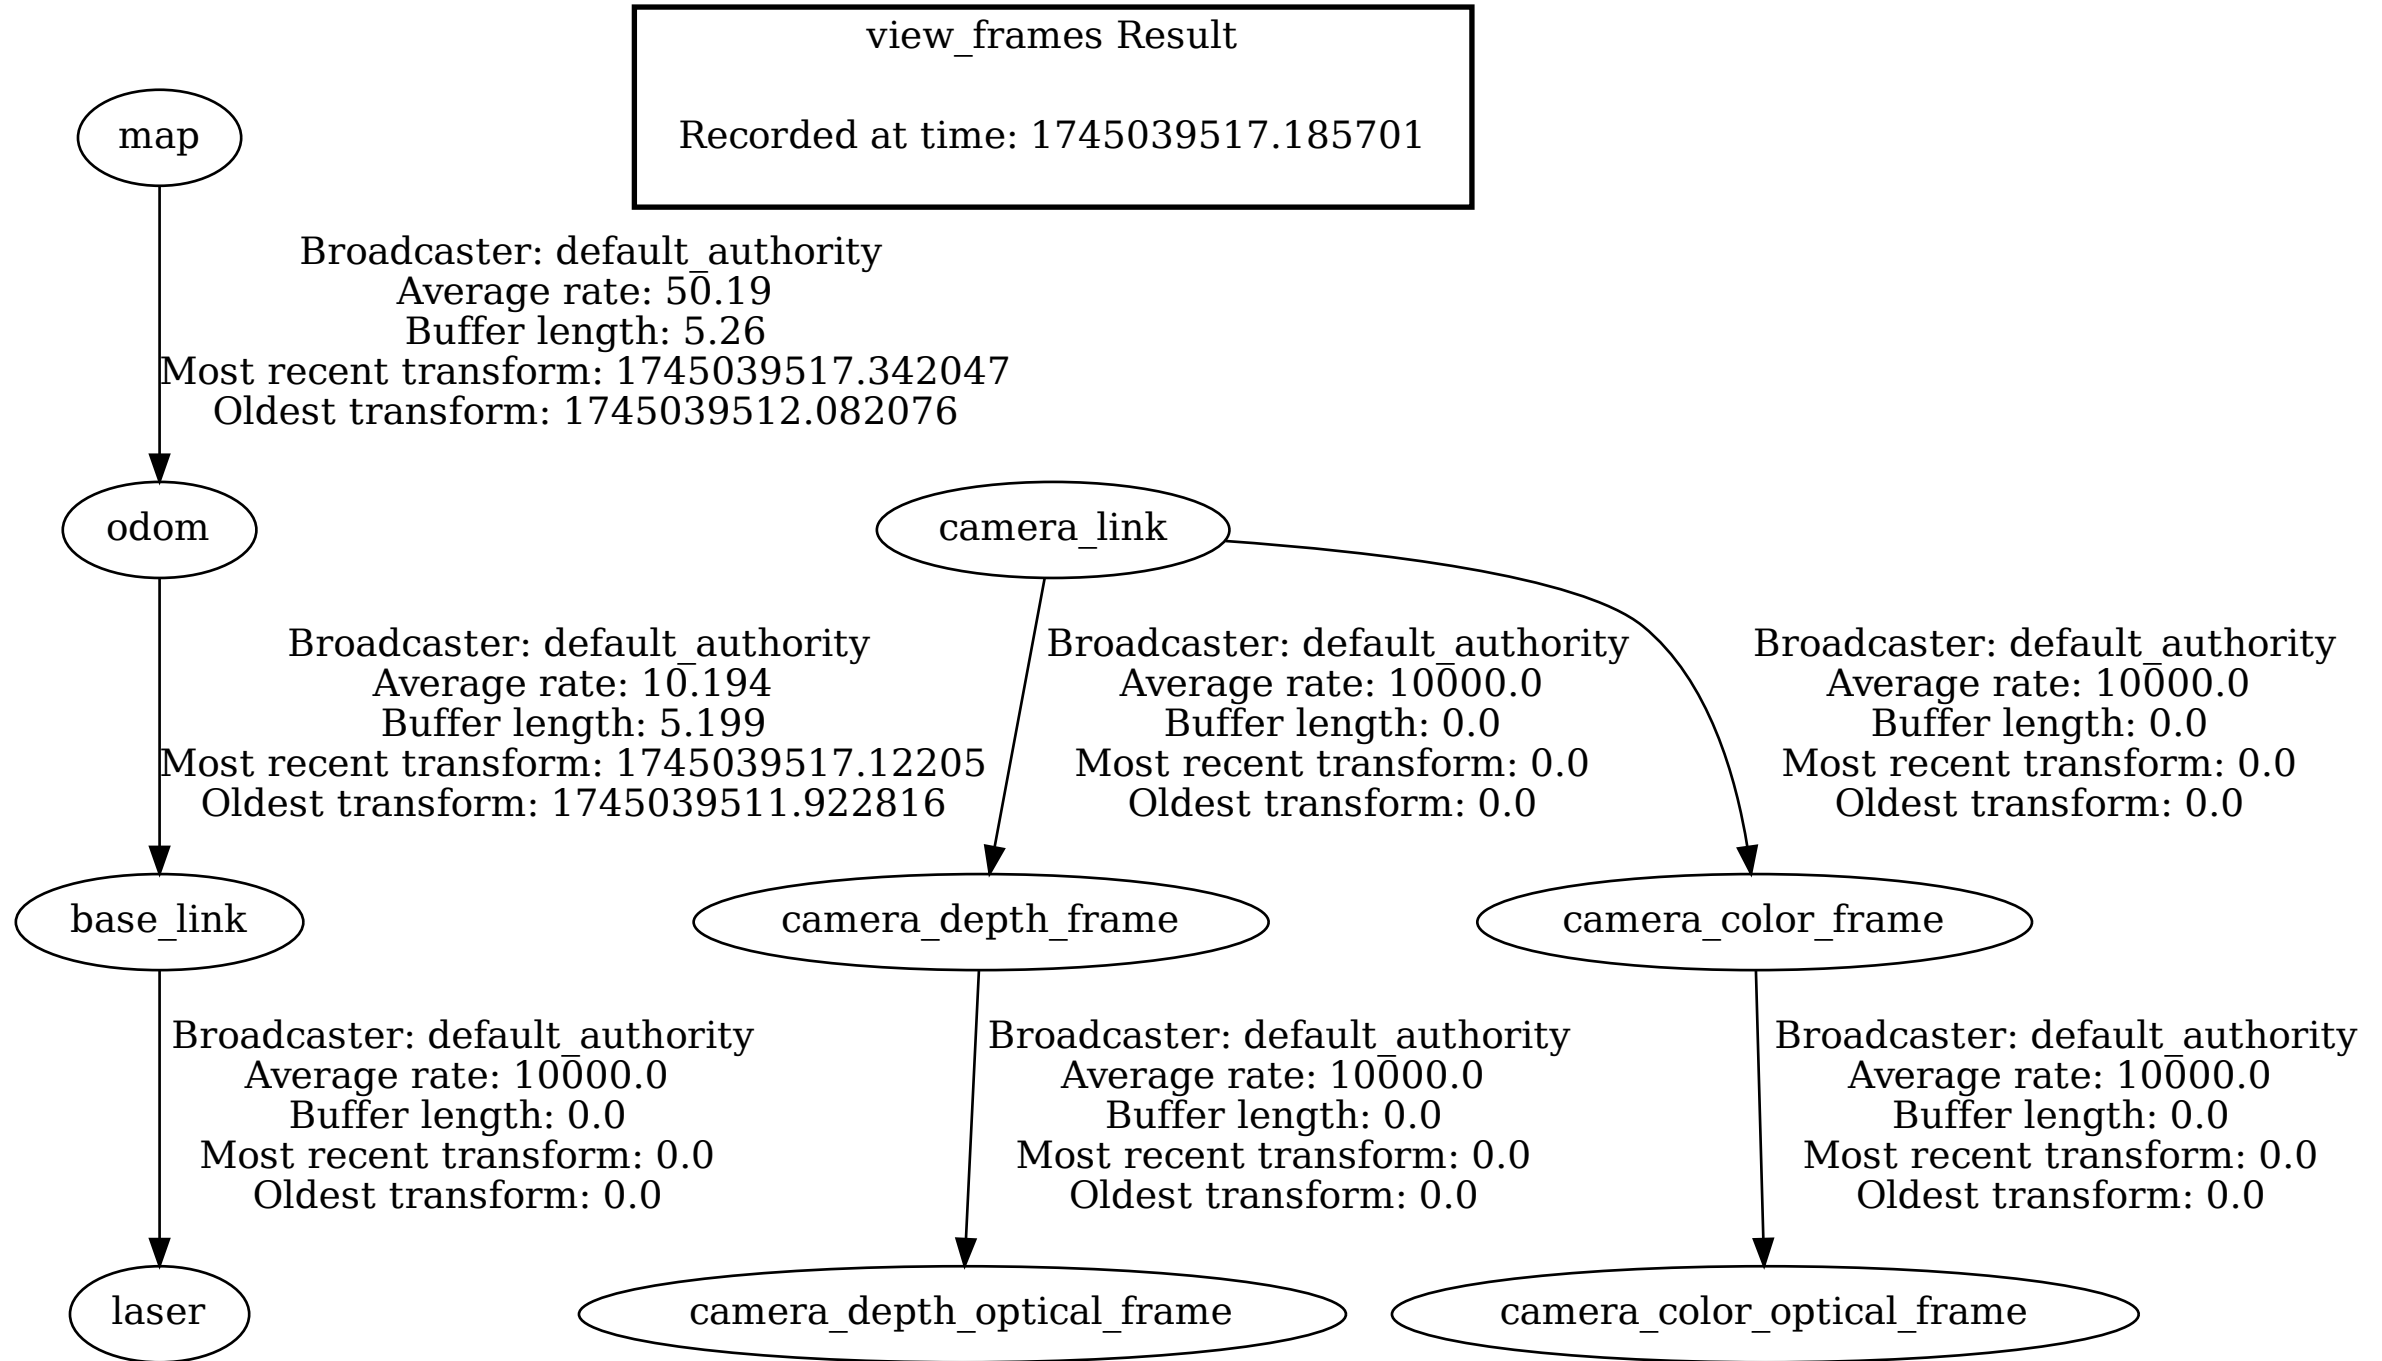 view_frames Result
Recorded at time: 1745039517.185701
map
Broadcaster: default_authority
Average rate: 50.19
Buffer length: 5.26
Most recent transform: 1745039517.342047
Oldest transform: 1745039512.082076
odom
camera_link
Broadcaster: default_authority
Average rate: 10.194
Buffer length: 5.199
Most recent transform: 1745039517.12205
Oldest transform: 1745039511.922816
Broadcaster: default_authority
Average rate: 10000.0
Buffer length: 0.0
Most recent transform: 0.0
Oldest transform: 0.0
Broadcaster: default_authority
Average rate: 10000.0
Buffer length: 0.0
Most recent transform: 0.0
Oldest transform: 0.0
base_link
camera_depth_frame
camera_color_frame
Broadcaster: default_authority
Average rate: 10000.0
Buffer length: 0.0
Most recent transform: 0.0
Oldest transform: 0.0
Broadcaster: default_authority
Average rate: 10000.0
Buffer length: 0.0
Most recent transform: 0.0
Oldest transform: 0.0
Broadcaster: default_authority
Average rate: 10000.0
Buffer length: 0.0
Most recent transform: 0.0
Oldest transform: 0.0
laser
camera_depth_optical_frame
camera_color_optical_frame